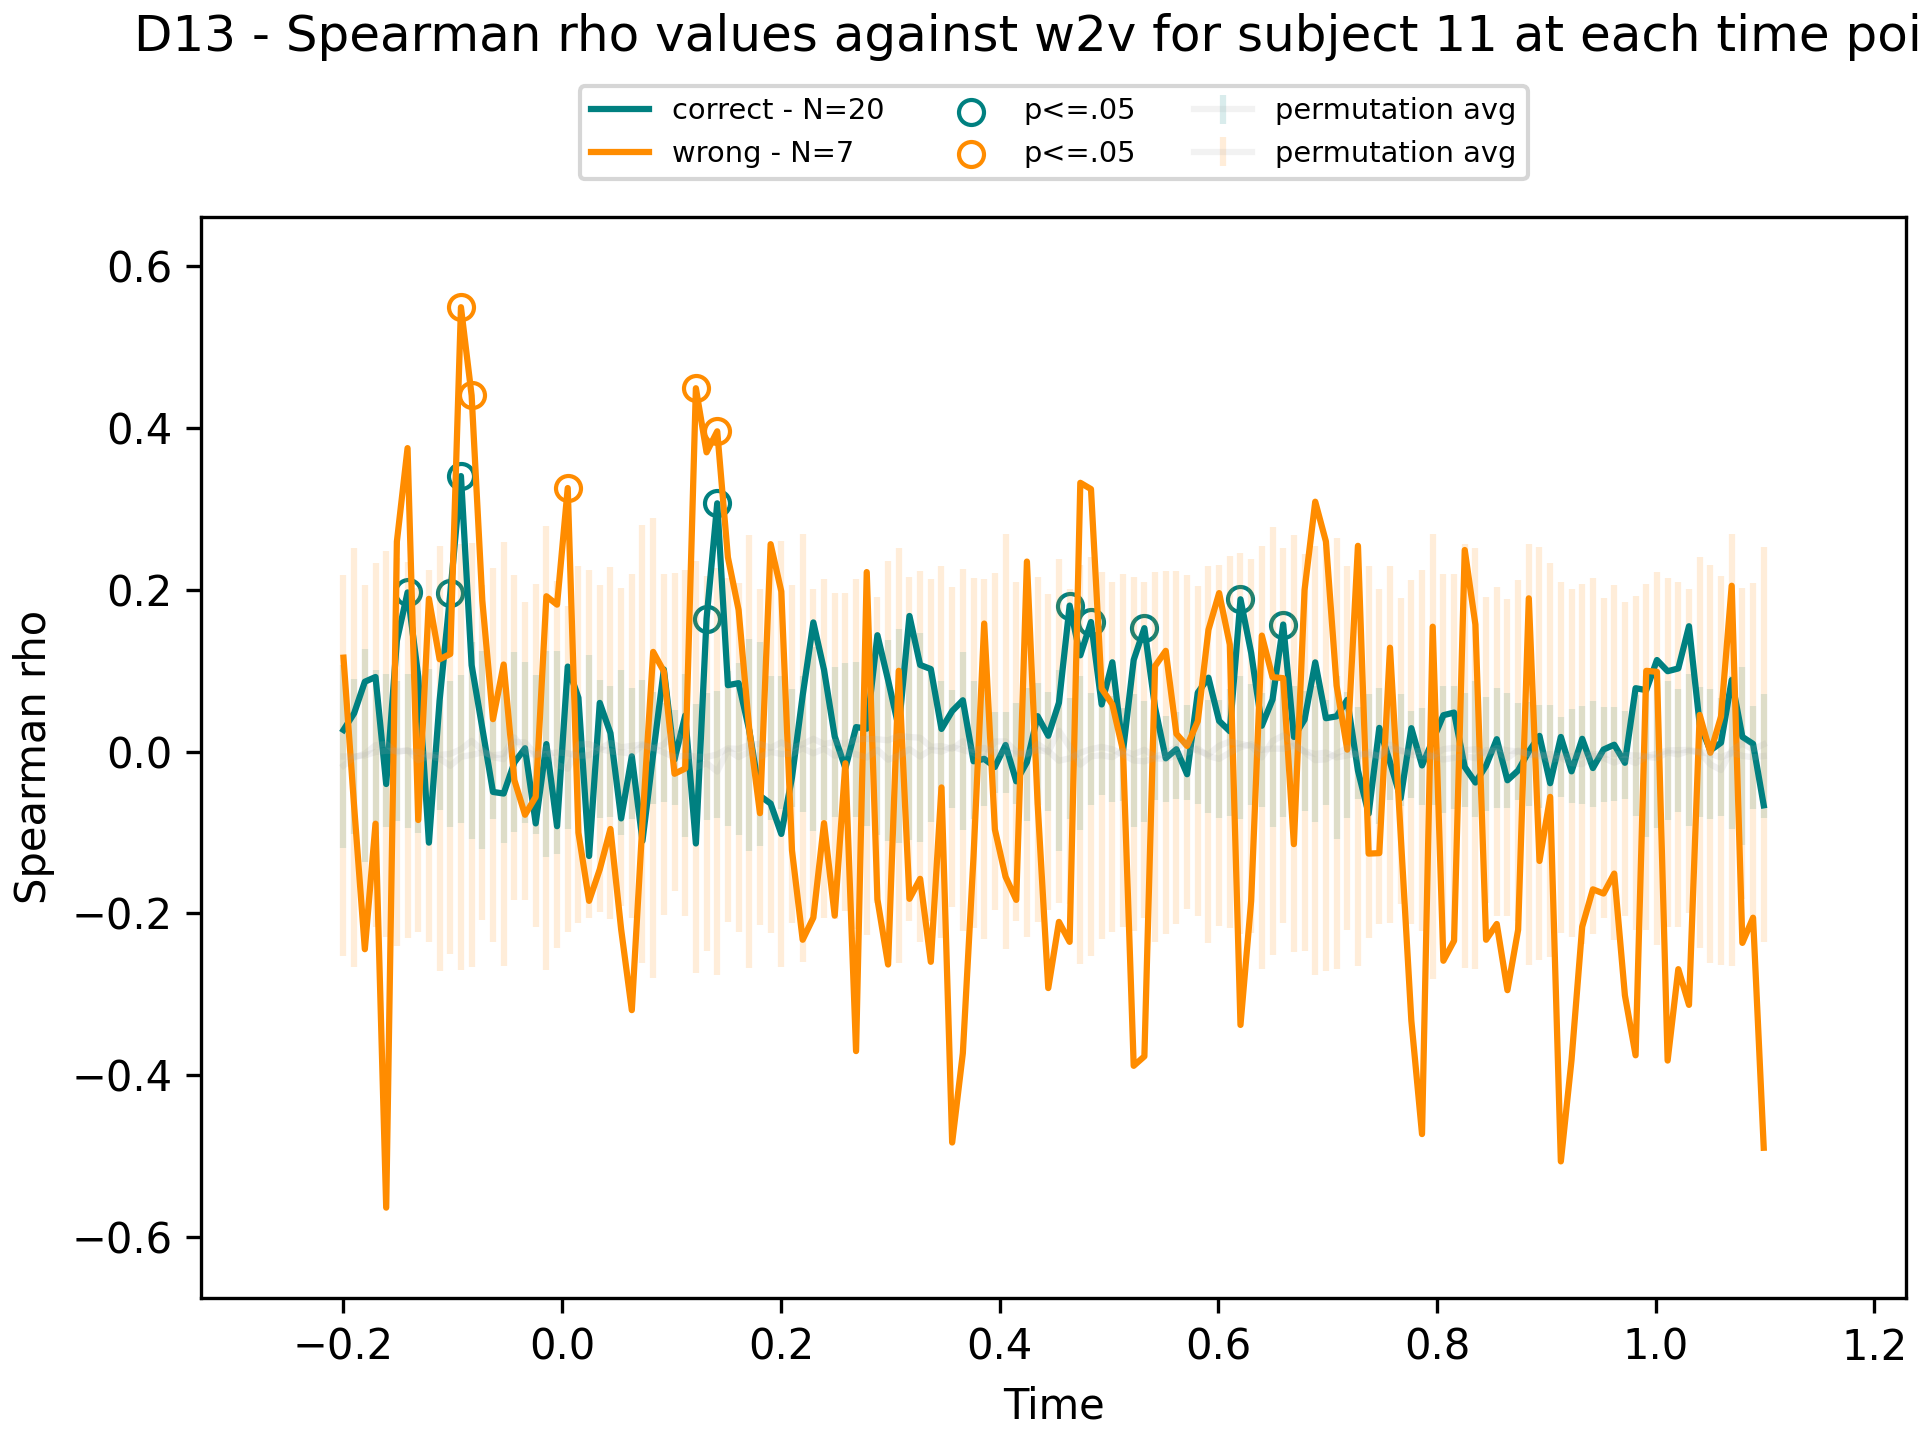 D13 - Spearman rho values against w2v for subject 11 at each time poi
correct - N=20
wrong - N=7
p<=.05
p<=.05
permutation avg
permutation avg
0.6
0.4
0.2
0.0
−0.2
−0.4
−0.6
Spearman rho
−0.2 0.0 0.2 0.4 0.6 0.8 1.0 1.2
Time